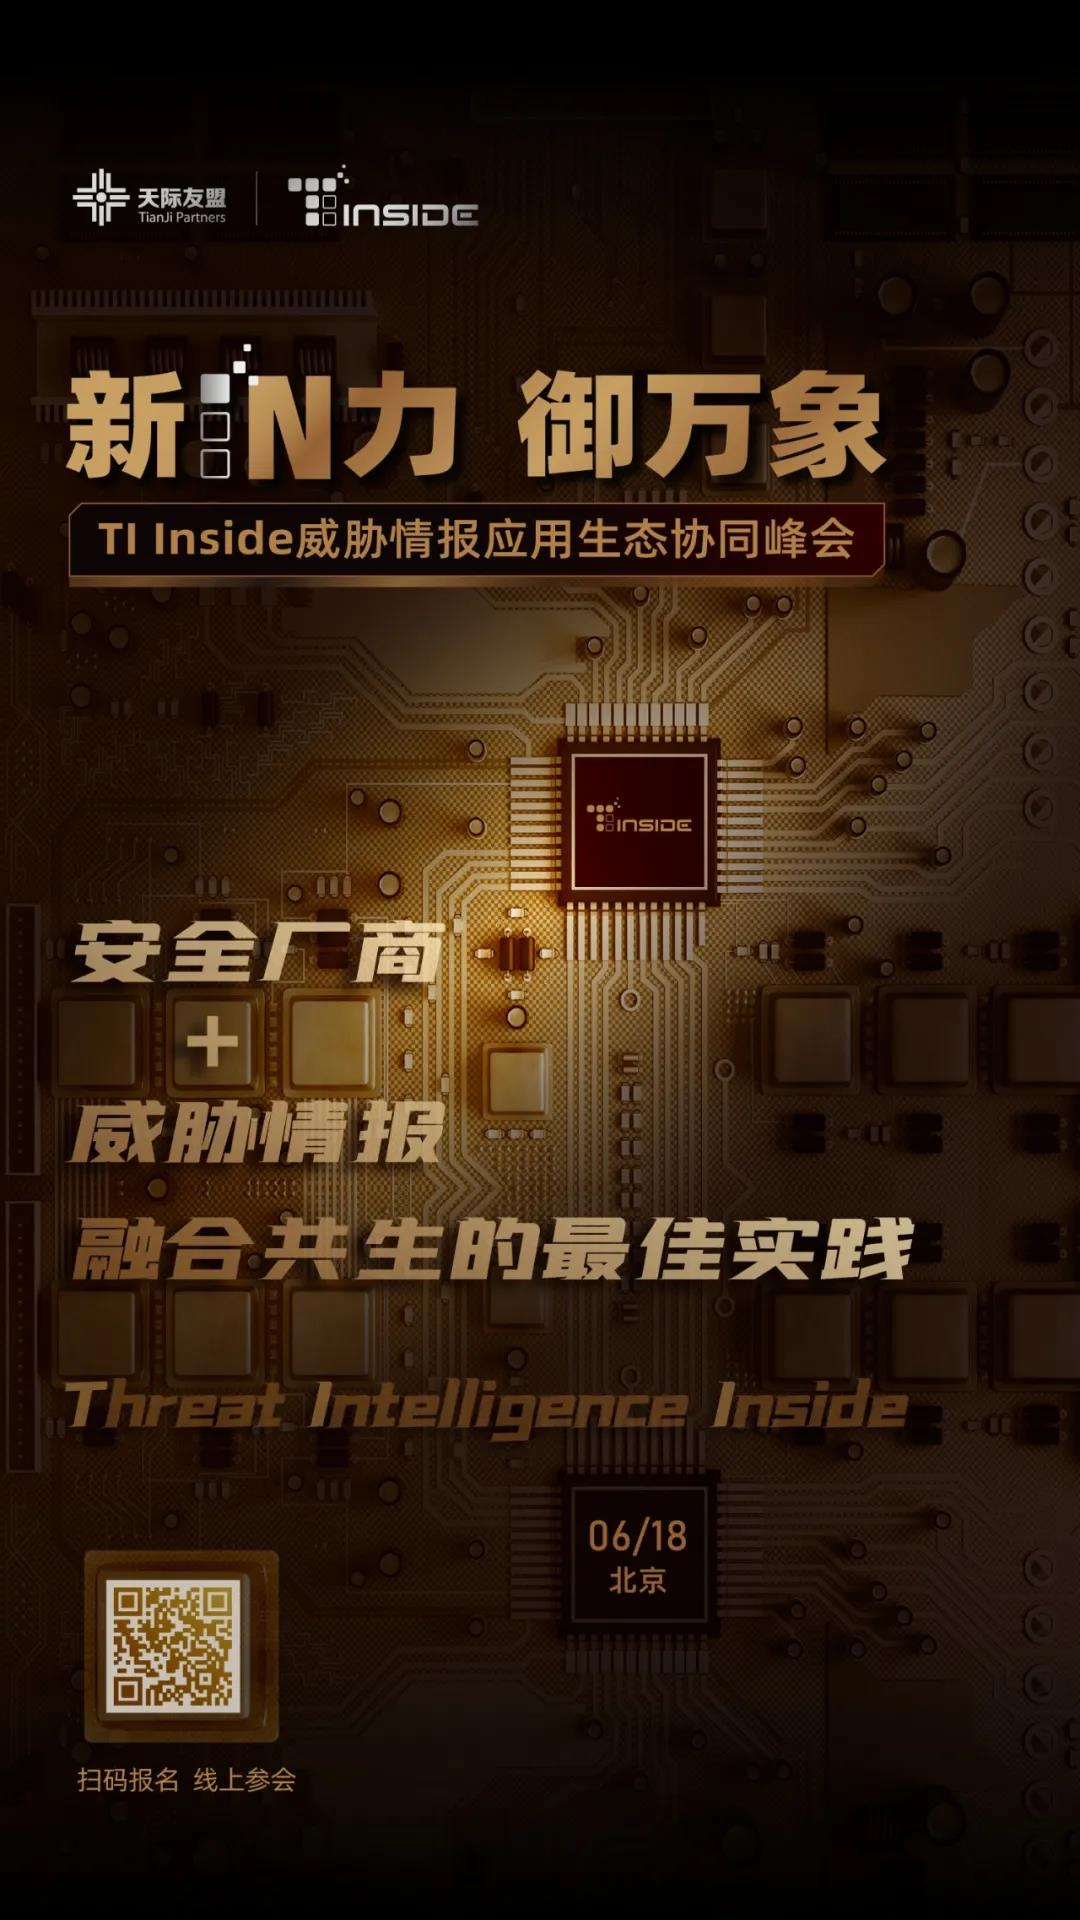 天际友盟
TianJi Partners
TI INSIDE
新iN力 御万象
TI Inside威胁情报应用生态协同峰会
TI INSIDE
安全厂商
+
威胁情报
融合共生的最佳实践
Threat Intelligence Inside
06/18
北京
扫码报名 线上参会